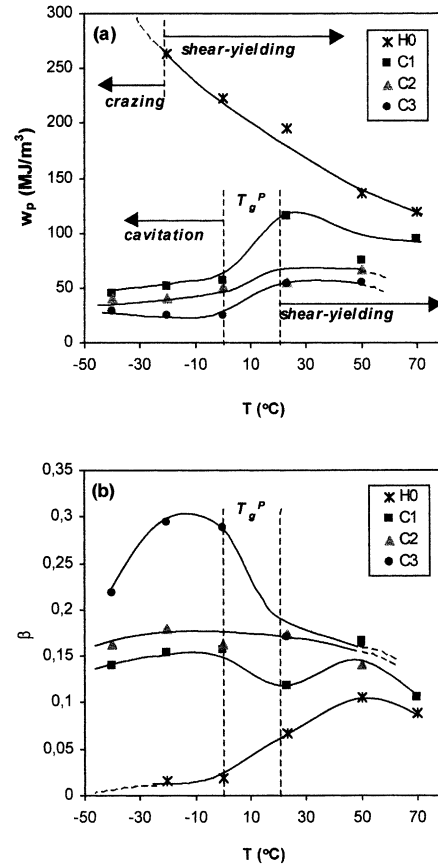 (a)
300
250
200
150
100
50
0
w_p (MJ/m³)
shear-yielding
crazing
T_g^P
cavitation
shear-yielding
H0
C1
C2
C3
-50 -30 -10 10 30 50 70
T (°C)
(b)
0,35
0,3
0,25
0,2
0,15
0,1
0,05
0
β
T_g^P
H0
C1
C2
C3
-50 -30 -10 10 30 50 70
T (°C)